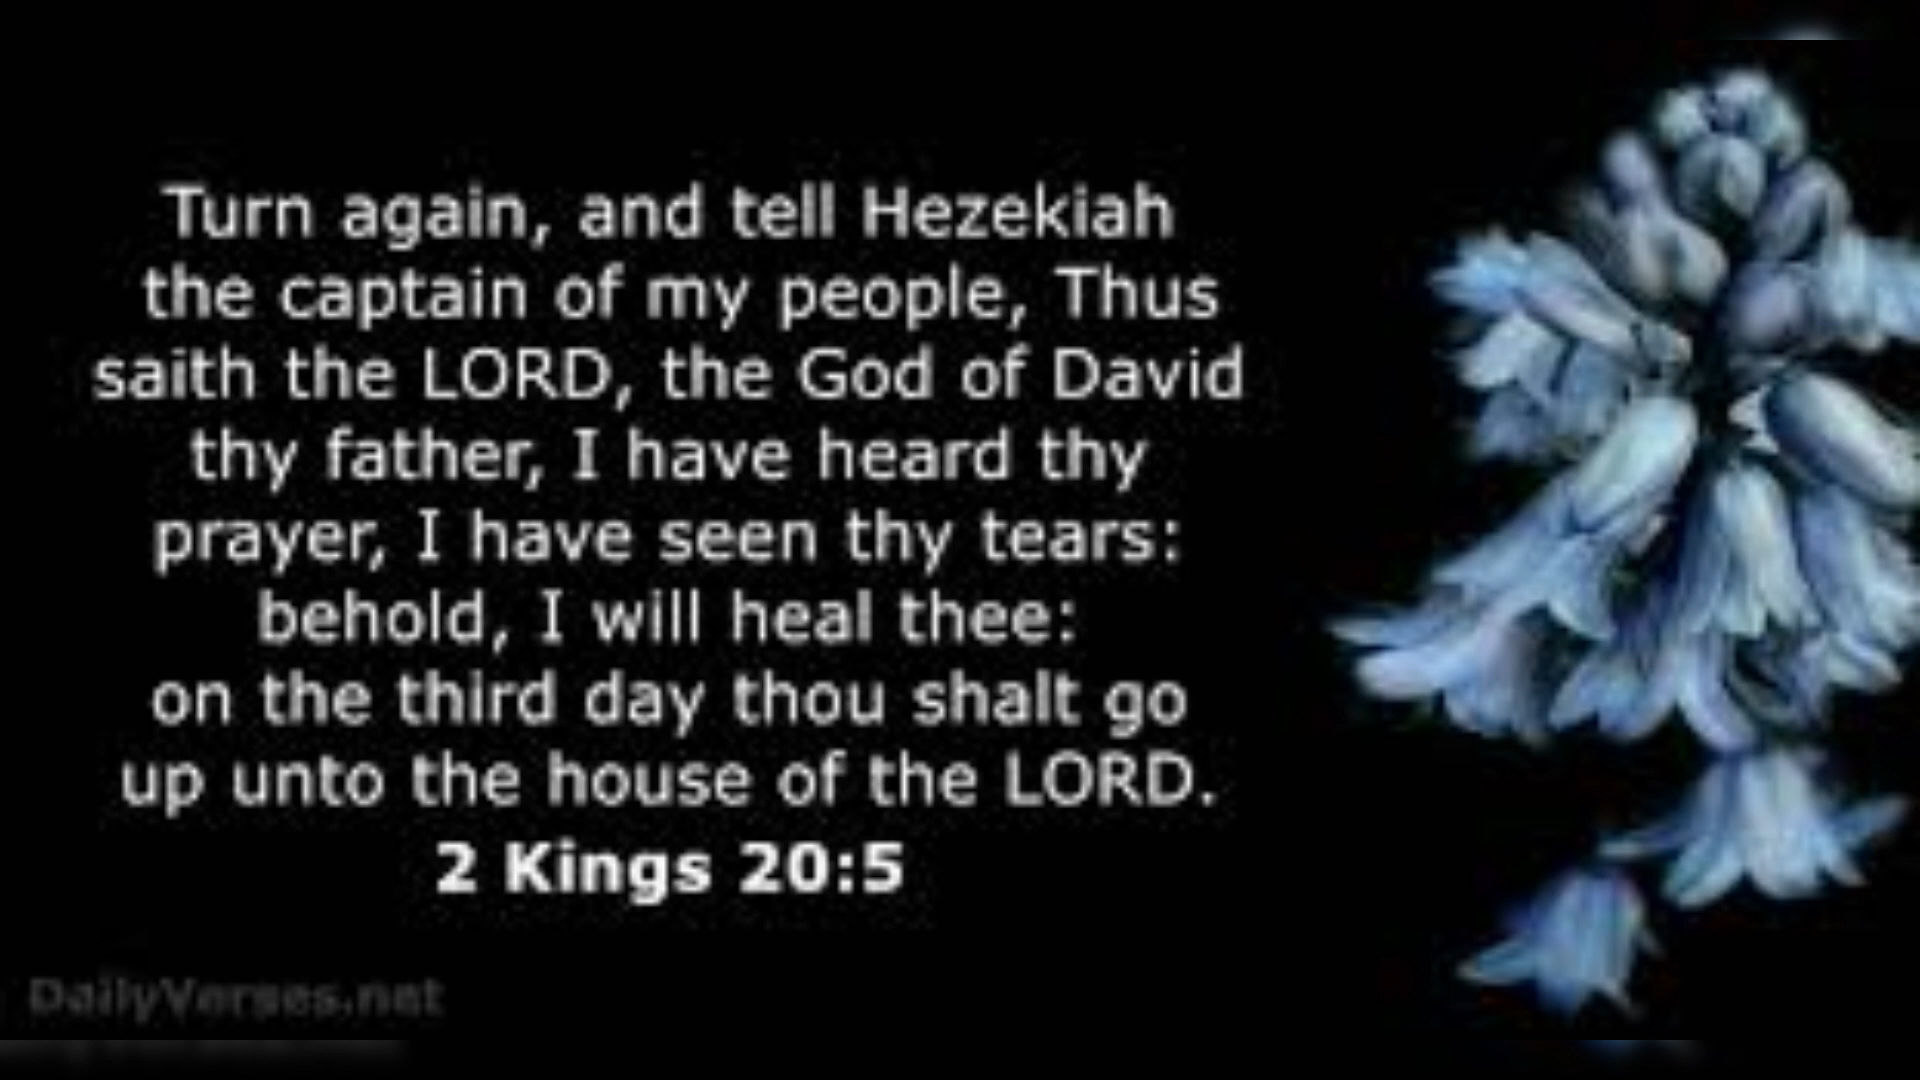 Turn again, and tell Hezekiah
the captain of my people, Thus
saith the LORD, the God of David
thy father, I have heard thy
prayer, I have seen thy tears:
behold, I will heal thee:
on the third day thou shalt go
up unto the house of the LORD.
2 Kings 20:5
DailyVerses.net